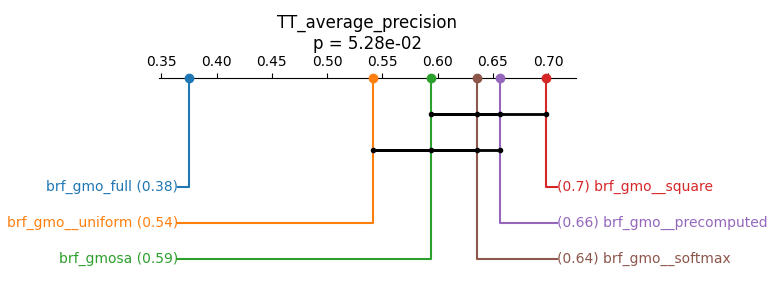 TT_average_precision
p = 5.28e-02
0.35 0.40 0.45 0.50 0.55 0.60 0.65 0.70
brf_gmo_full (0.38) (0.7) brf_gmo__square
brf_gmo__uniform (0.54) (0.66) brf_gmo__precomputed
brf_gmosa (0.59) (0.64) brf_gmo__softmax